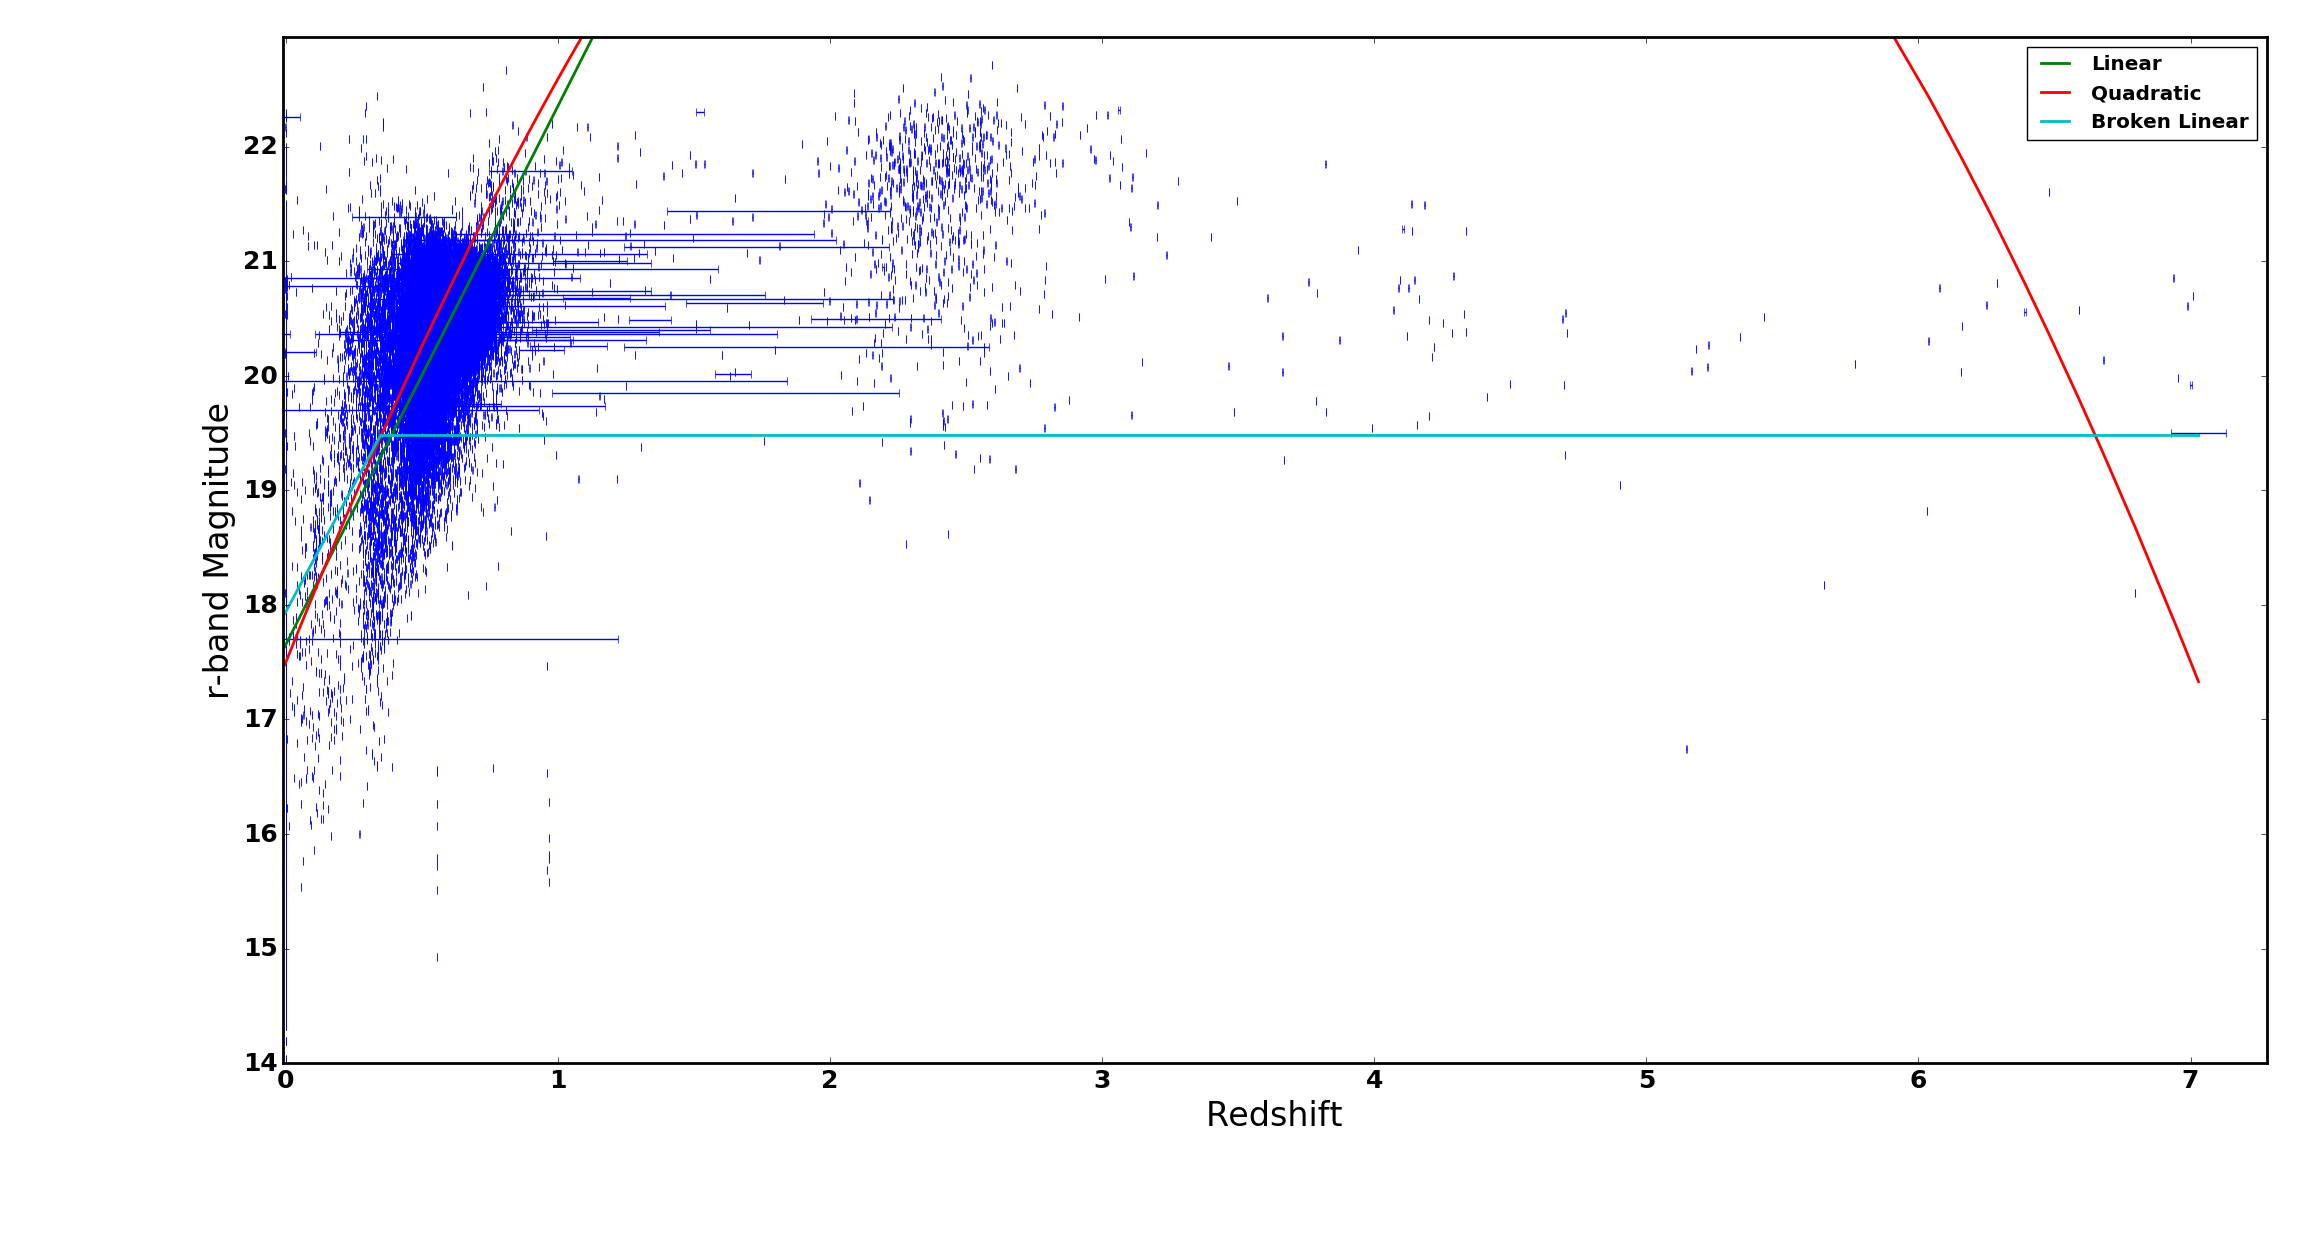 Linear
Quadratic
Broken Linear
22
21
20
19
18
17
16
15
14
r-band Magnitude
0 1 2 3 4 5 6 7
Redshift